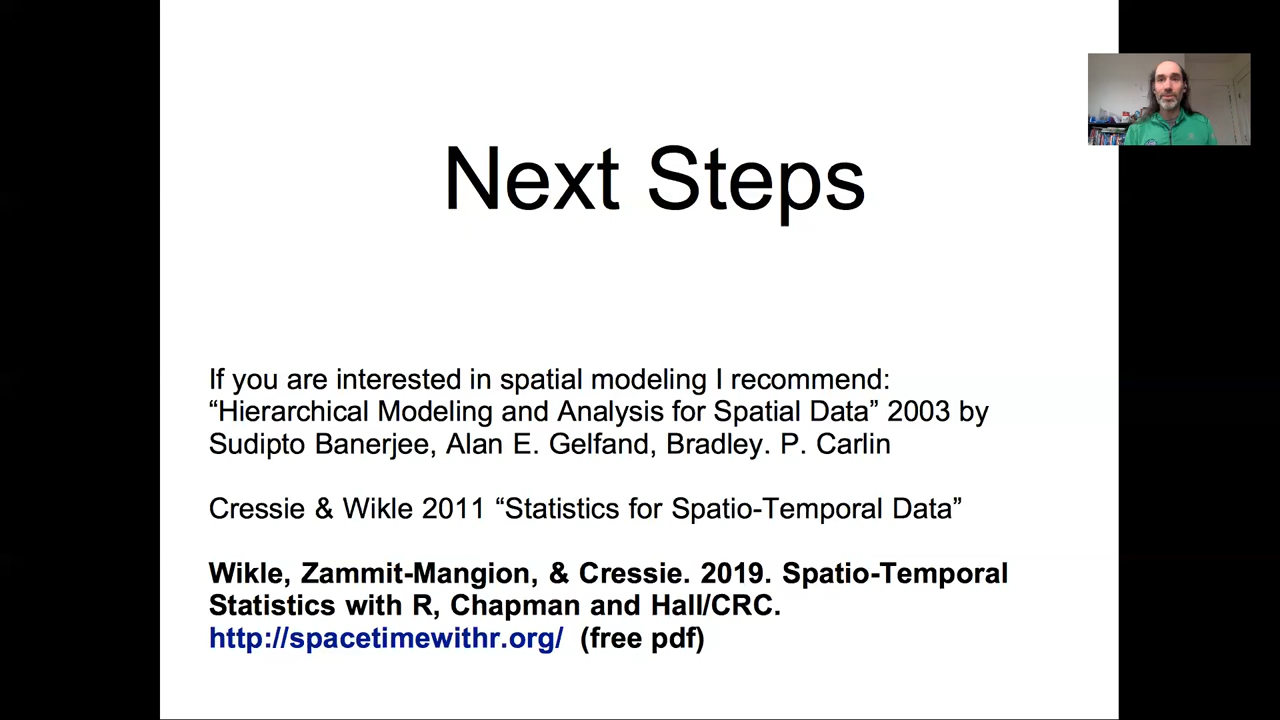 Next Steps
If you are interested in spatial modeling I recommend:
“Hierarchical Modeling and Analysis for Spatial Data” 2003 by
Sudipto Banerjee, Alan E. Gelfand, Bradley. P. Carlin
Cressie & Wikle 2011 “Statistics for Spatio-Temporal Data”
Wikle, Zammit-Mangion, & Cressie. 2019. Spatio-Temporal
Statistics with R, Chapman and Hall/CRC.
http://spacetimewithr.org/ (free pdf)